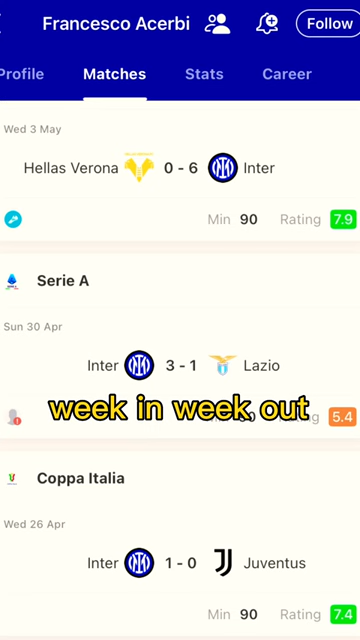 Francesco Acerbi
Follow
Profile Matches Stats Career
Wed 3 May
Hellas Verona 0 - 6 Inter
Min 90 Rating 7.9
Serie A
Sun 30 Apr
Inter 3 - 1 Lazio
week in week out
5.4
Coppa Italia
Wed 26 Apr
Inter 1 - 0 Juventus
Min 90 Rating 7.4